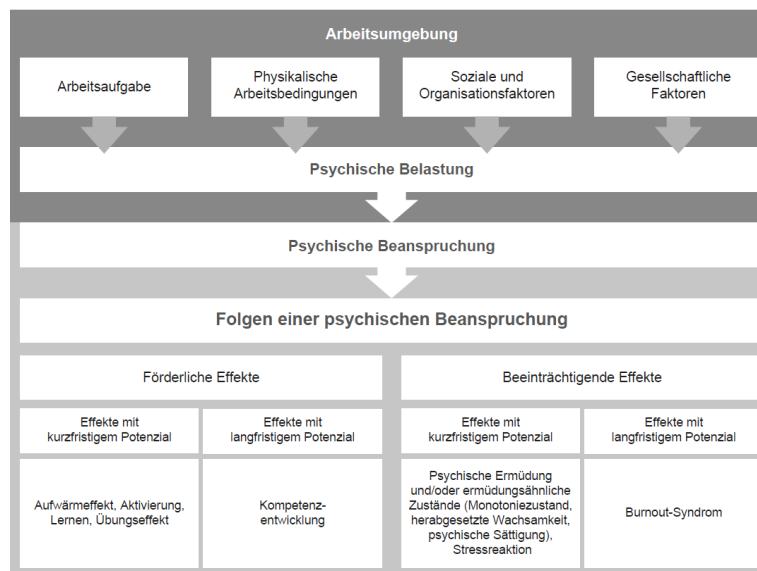 Arbeitsumgebung
Arbeitsaufgabe
Physikalische
Arbeitsbedingungen
Soziale und
Organisationsfaktoren
Gesellschaftliche
Faktoren
Psychische Belastung
Psychische Beanspruchung
Folgen einer psychischen Beanspruchung
Förderliche Effekte
Beeinträchtigende Effekte
Effekte mit
kurzfristigem Potenzial
Effekte mit
langfristigem Potenzial
Effekte mit
kurzfristigem Potenzial
Effekte mit
langfristigem Potenzial
Aufwärmeffekt, Aktivierung,
Lernen, Übungseffekt
Kompetenz-
entwicklung
Psychische Ermüdung
und/oder ermüdungsähnliche
Zustände (Monotoniezustand,
herabgesetzte Wachsamkeit,
psychische Sättigung),
Stressreaktion
Burnout-Syndrom